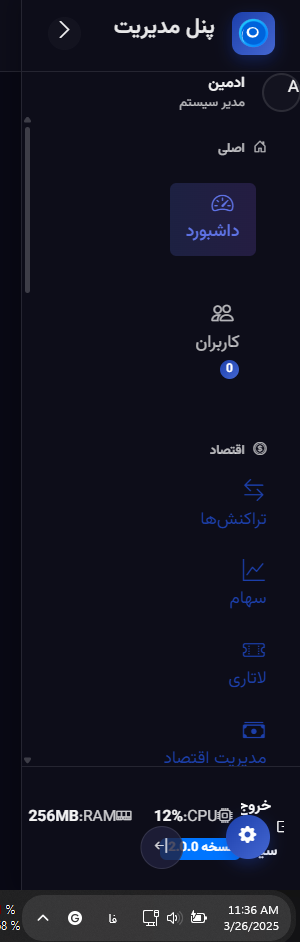 پنل مدیریت
ادمین
A
مدیر سیستم
اصلی
داشبورد
کاربران
0
اقتصاد
تراکنش‌ها
سهام
لاتاری
مدیریت اقتصاد
خروج
12%:CPU
256MB:RAM
2.0.0
%
8 %
G
فا
11:36 AM
3/26/2025